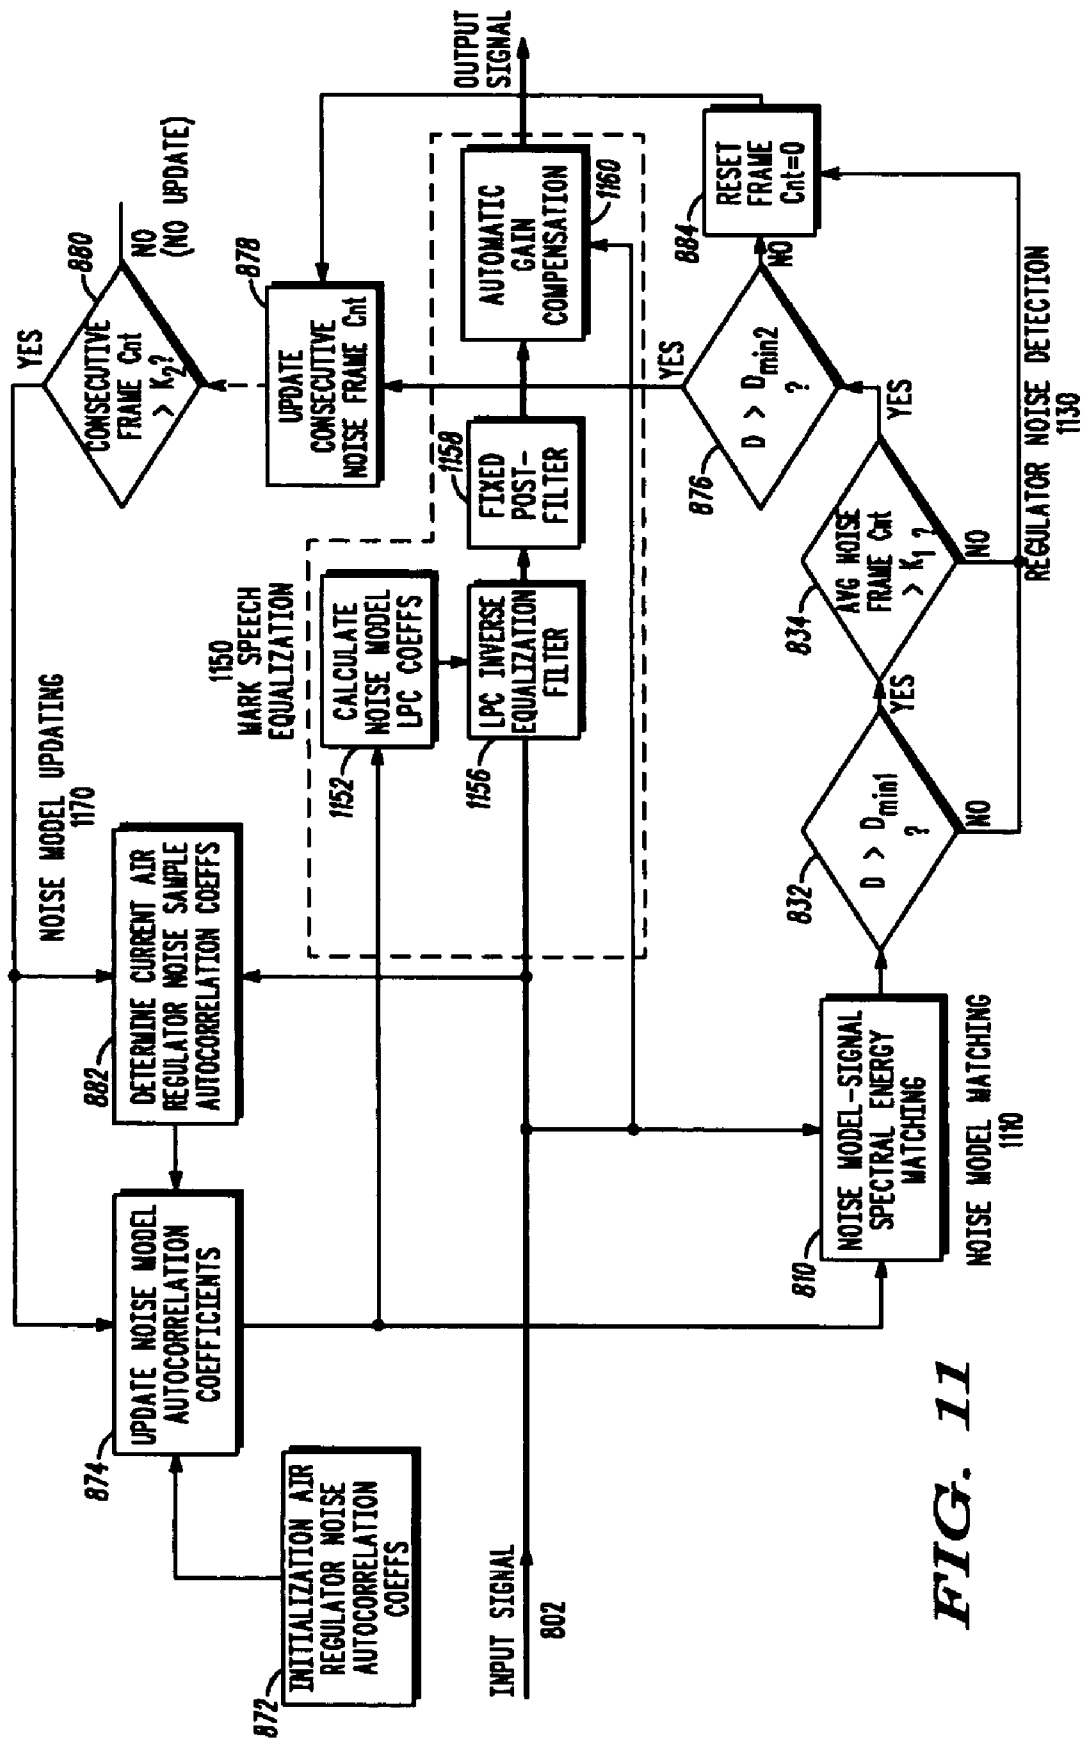 NOISE MODEL UPDATING
1170
872
INITIALIZATION AIR
REGULATOR NOISE
AUTOCORRELATION
COEFFS
874
UPDATE NOISE MODEL
AUTOCORRELATION
COEFFICIENTS
882
DETERMINE CURRENT AIR
REGULATOR NOISE SAMPLE
AUTOCORRELATION COEFFS
YES
880
CONSECUTIVE
FRAME Cnt
> K2?
NO
(NO UPDATE)
878
UPDATE
CONSECUTIVE
NOISE FRAME Cnt
1150
MARK SPEECH
EQUALIZATION
1152
CALCULATE
NOISE MODEL
LPC COEFFS
INPUT SIGNAL
802
1156
LPC INVERSE
EQUALIZATION
FILTER
1158
FIXED
POST-
FILTER
AUTOMATIC
GAIN
COMPENSATION
1160
OUTPUT
SIGNAL
810
NOISE MODEL-SIGNAL
SPECTRAL ENERGY
MATCHING
NOISE MODEL MATCHING
1110
832
D > Dmin1
?
YES
NO
834
AVG NOISE
FRAME Cnt
> K1 ?
YES
NO
876
D > Dmin2
?
YES
NO
884
RESET
FRAME
Cnt=0
REGULATOR NOISE DETECTION
1130
FIG. 11